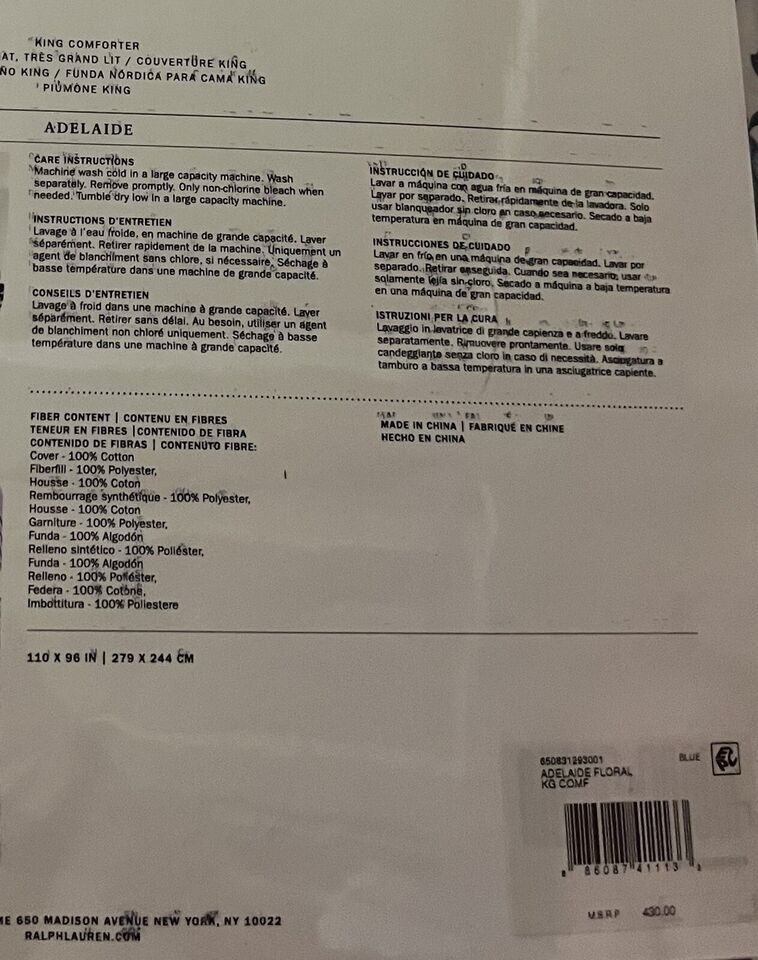 KING COMFORTER
AT, TRÈS GRAND LIT / COUVERTURE KING
ÑO KING / FUNDA NÓRDICA PARA CAMA KING
PIUMONE KING
ADELAIDE
CARE INSTRUCTIONS
Machine wash cold in a large capacity machine. Wash
separately. Remove promptly. Only non-chlorine bleach when
needed. Tumble dry low in a large capacity machine.
INSTRUCTIONS D'ENTRETIEN
Lavage à l'eau froide, en machine de grande capacité. Laver
séparément. Retirer rapidement de la machine. Uniquement un
agent de blanchiment sans chlore, si nécessaire. Séchage à
basse température dans une machine de grande capacité.
CONSEILS D'ENTRETIEN
Lavage à froid dans une machine à grande capacité. Laver
séparément. Retirer sans délai. Au besoin, utiliser un agent
de blanchiment non chloré uniquement. Séchage à basse
température dans une machine à grande capacité.
INSTRUCCIÓN DE CUIDADO
Lavar a máquina con agua fría en máquina de gran capacidad.
Lavar por separado. Retirar rápidamente de la lavadora. Solo
usar blanqueador sin cloro en caso necesario. Secado a baja
temperatura en máquina de gran capacidad.
INSTRUCCIONES DE CUIDADO
Lavar en frío en una máquina de gran capacidad. Lavar por
separado. Retirar enseguida. Cuando sea necesario, usar
solamente lejía sin cloro. Secado a máquina a baja temperatura
en una máquina de gran capacidad.
ISTRUZIONI PER LA CURA
Lavaggio in lavatrice di grande capienza e a freddo. Lavare
separatamente. Rimuovere prontamente. Usare solo
candeggiante senza cloro in caso di necessità. Asciugatura a
tamburo a bassa temperatura in una asciugatrice capiente.
FIBER CONTENT | CONTENU EN FIBRES
TENEUR EN FIBRES | CONTENIDO DE FIBRA
CONTENIDO DE FIBRAS | CONTENUTO FIBRE:
Cover - 100% Cotton
Fiberfill - 100% Polyester,
Housse - 100% Coton
Rembourrage synthétique - 100% Polyester,
Housse - 100% Coton
Garniture - 100% Polyester,
Funda - 100% Algodón
Relleno sintético - 100% Poliéster,
Funda - 100% Algodón
Relleno - 100% Poliéster,
Federa - 100% Cotone,
Imbottitura - 100% Poliestere
MADE IN CHINA | FABRIQUÉ EN CHINE
HECHO EN CHINA
110 X 96 IN | 279 X 244 CM
650831293001
BLUE
ADELAIDE FLORAL
KG COMF
86087 41113
M.S.R.P 430.00
ME 650 MADISON AVENUE NEW YORK, NY 10022
RALPHLAUREN.COM